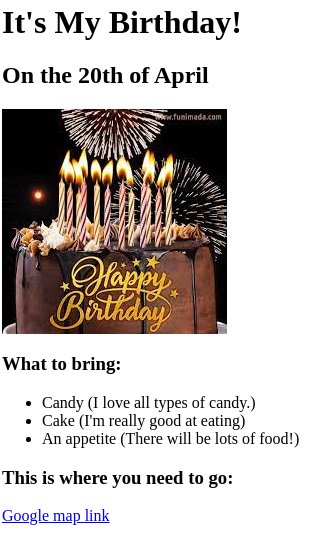 It's My Birthday!
On the 20th of April
www.funimada.com
Happy
Birthday
What to bring:
Candy (I love all types of candy.)
Cake (I'm really good at eating)
An appetite (There will be lots of food!)
This is where you need to go:
Google map link